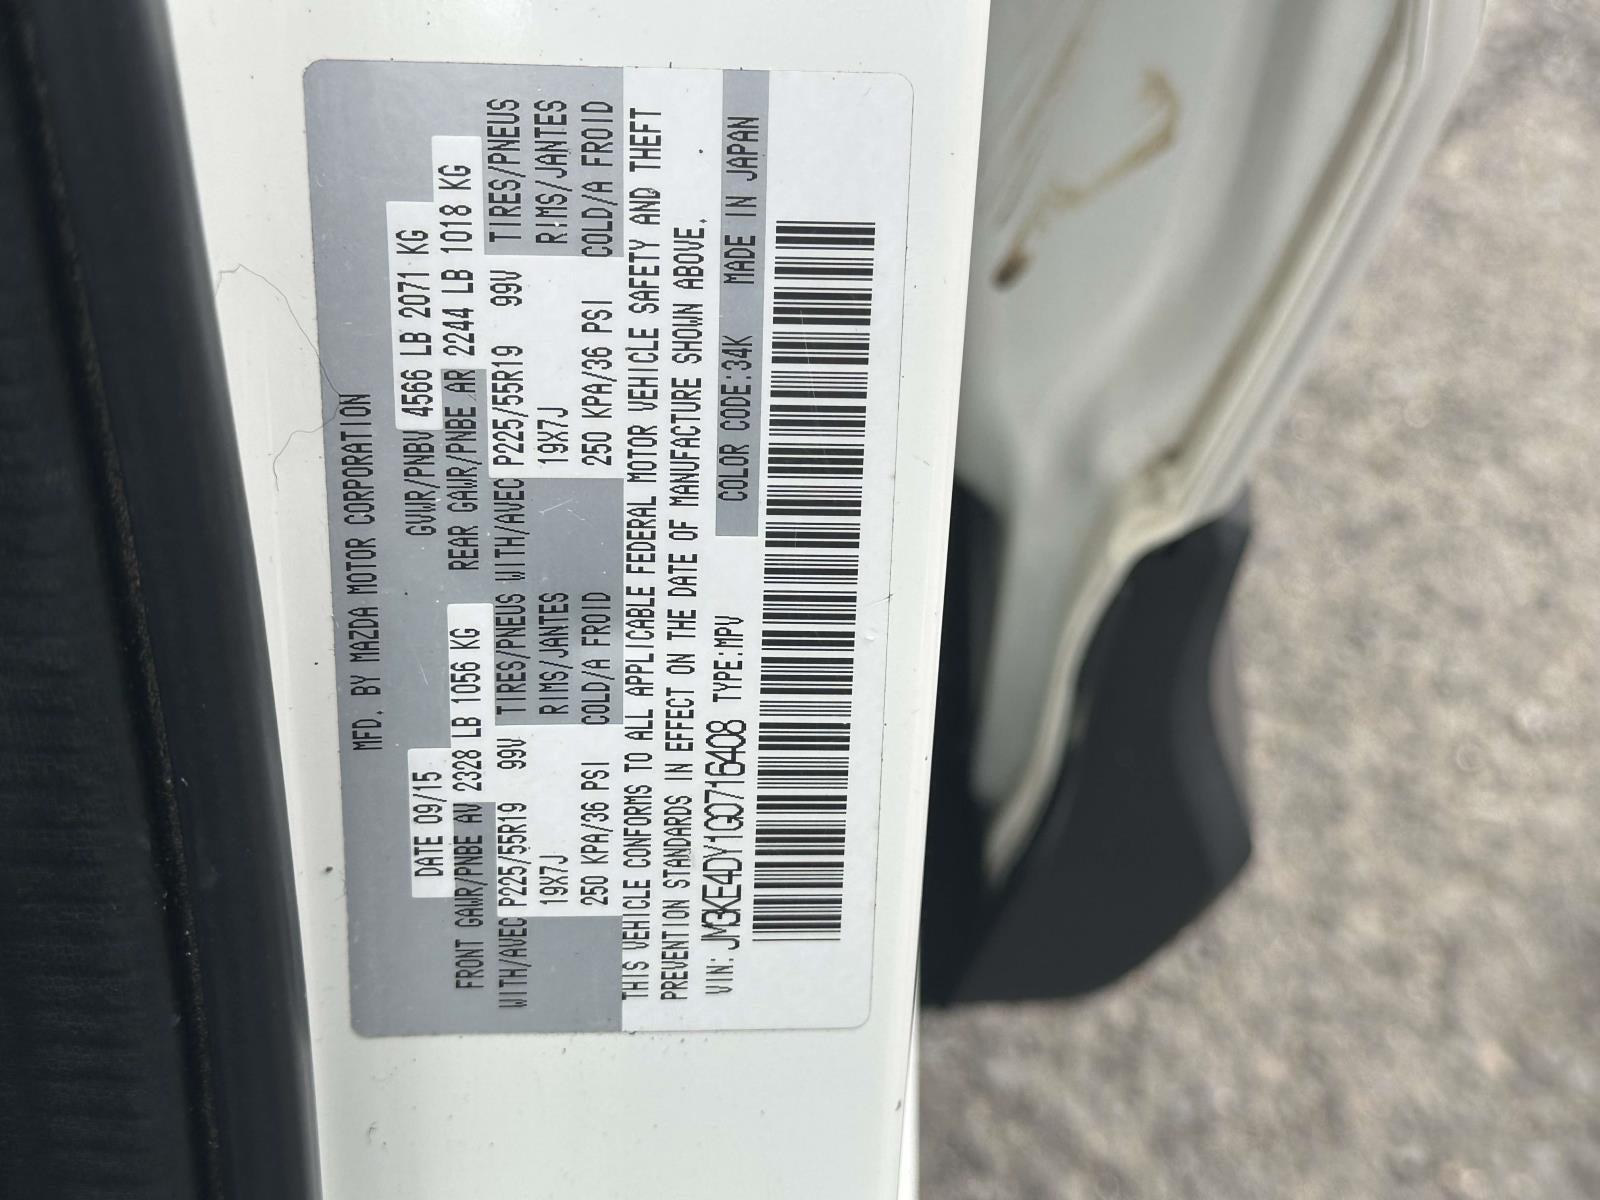 MFD. BY MAZDA MOTOR CORPORATION
DATE 09/15 GVWR/PNBV 4566 LB 2071 KG
FRONT GAWR/PNBE AV 2328 LB 1056 KG REAR GAWR/PNBE AR 2244 LB 1018 KG
WITH/AVEC P225/55R19 99V TIRES/PNEUS WITH/AVEC P225/55R19 99V TIRES/PNEUS
19X7J RIMS/JANTES 19X7J RIMS/JANTES
250 KPA/36 PSI COLD/A FROID 250 KPA/36 PSI COLD/A FROID
THIS VEHICLE CONFORMS TO ALL APPLICABLE FEDERAL MOTOR VEHICLE SAFETY AND THEFT
PREVENTION STANDARDS IN EFFECT ON THE DATE OF MANUFACTURE SHOWN ABOVE.
VIN: JM3KE4DY1G0716408 TYPE:MPV COLOR CODE:34K MADE IN JAPAN